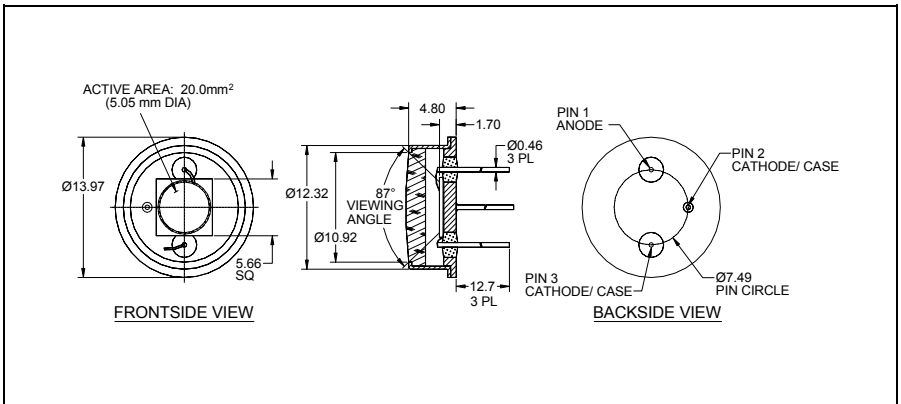 ACTIVE AREA: 20.0mm²
(5.05 mm DIA)
Ø13.97
5.66
SQ
FRONTSIDE VIEW
4.80
1.70
Ø0.46
3 PL
Ø12.32
87°
VIEWING
ANGLE
Ø10.92
12.7
3 PL
PIN 1
ANODE
PIN 2
CATHODE/ CASE
PIN 3
CATHODE/ CASE
Ø7.49
PIN CIRCLE
BACKSIDE VIEW